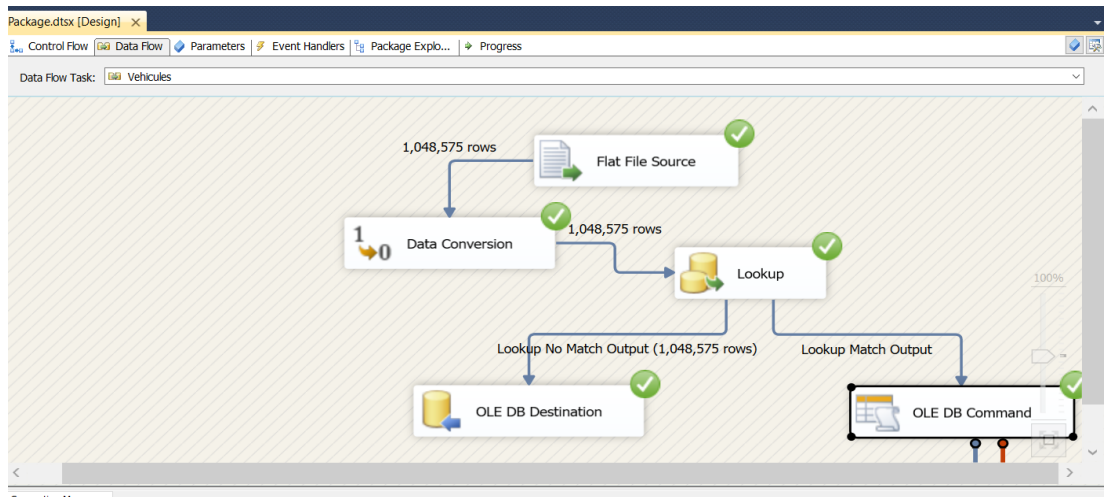 Package.dtsx [Design]
Control Flow Data Flow Parameters Event Handlers Package Explo... Progress
Data Flow Task: Vehicules
1,048,575 rows
Flat File Source
1
0
Data Conversion
1,048,575 rows
Lookup
100%
Lookup No Match Output (1,048,575 rows)
Lookup Match Output
OLE DB Destination
OLE DB Command